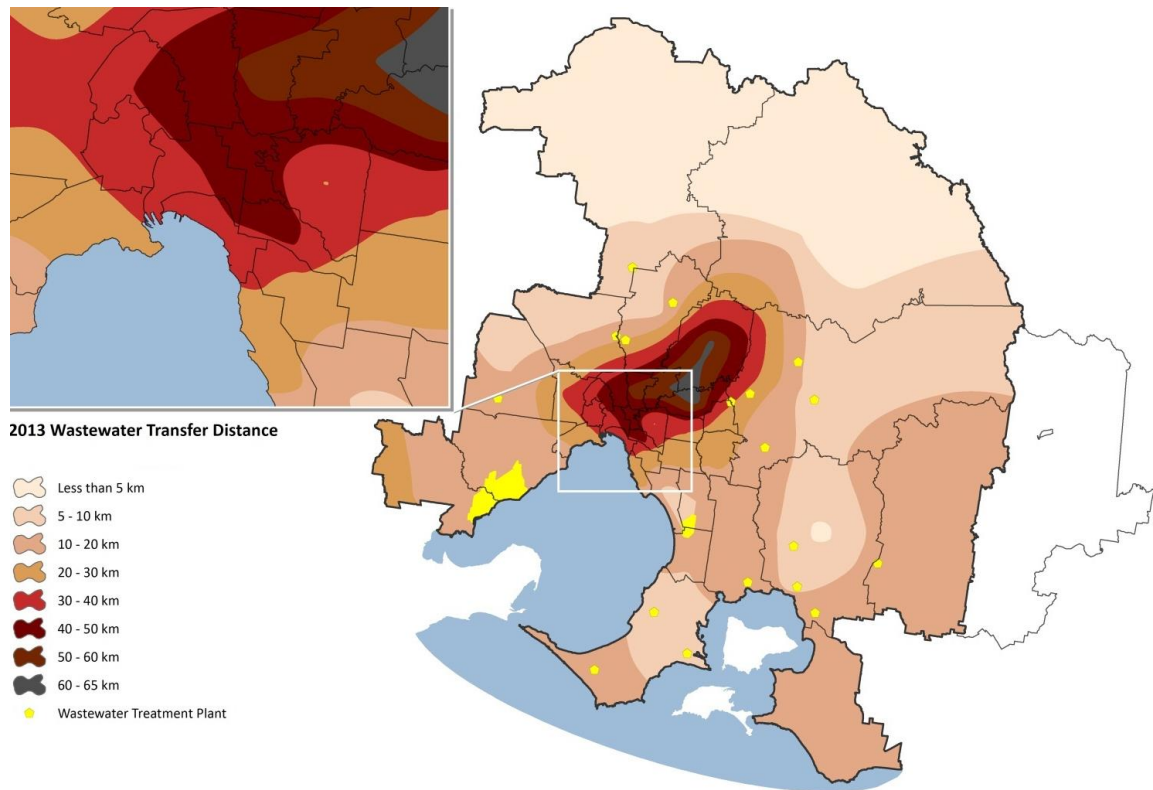 2013 Wastewater Transfer Distance
Less than 5 km
5 - 10 km
10 - 20 km
20 - 30 km
30 - 40 km
40 - 50 km
50 - 60 km
60 - 65 km
Wastewater Treatment Plant